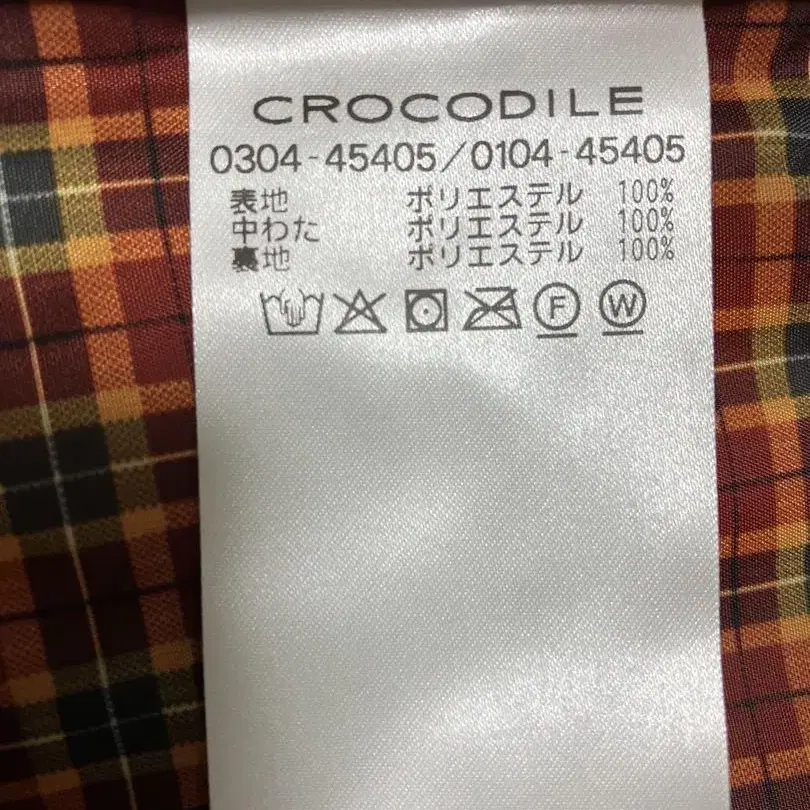 CROCODILE
0304-45405/0104-45405
表地 ポリエステル 100%
中わた ポリエステル 100%
裏地 ポリエステル 100%
F W